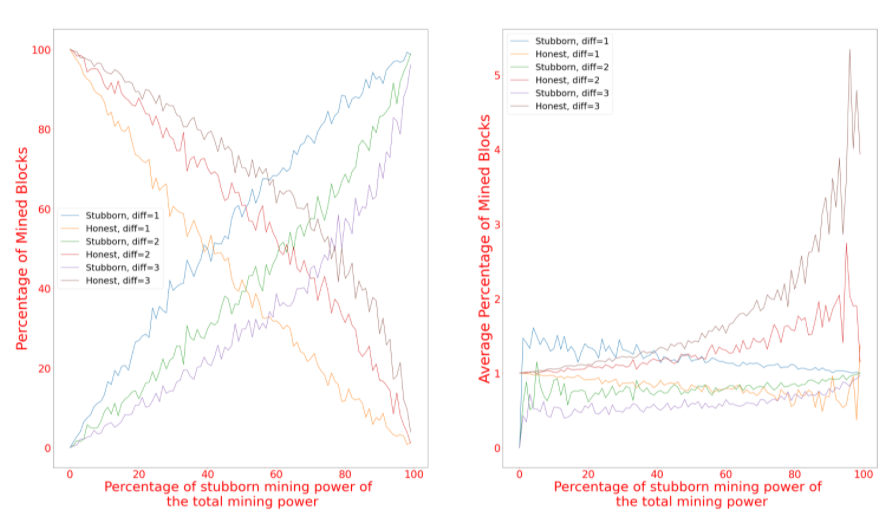 100
80
60
40
20
0
Percentage of Mined Blocks
Stubborn, diff=1
Honest, diff=1
Stubborn, diff=2
Honest, diff=2
Stubborn, diff=3
Honest, diff=3
0 20 40 60 80 100
Percentage of stubborn mining power of
the total mining power
5
4
3
2
1
0
Average Percentage of Mined Blocks
Stubborn, diff=1
Honest, diff=1
Stubborn, diff=2
Honest, diff=2
Stubborn, diff=3
Honest, diff=3
0 20 40 60 80 100
Percentage of stubborn mining power of
the total mining power